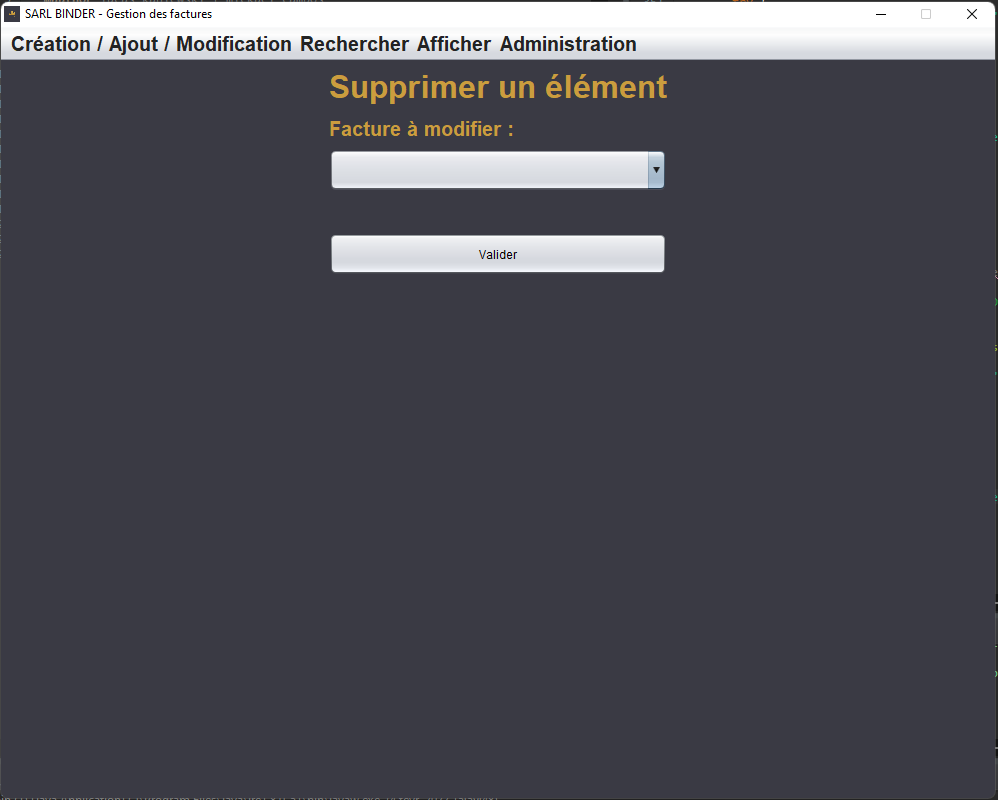 SARL BINDER - Gestion des factures
Création / Ajout / Modification Rechercher Afficher Administration
Supprimer un élément
Facture à modifier :
Valider